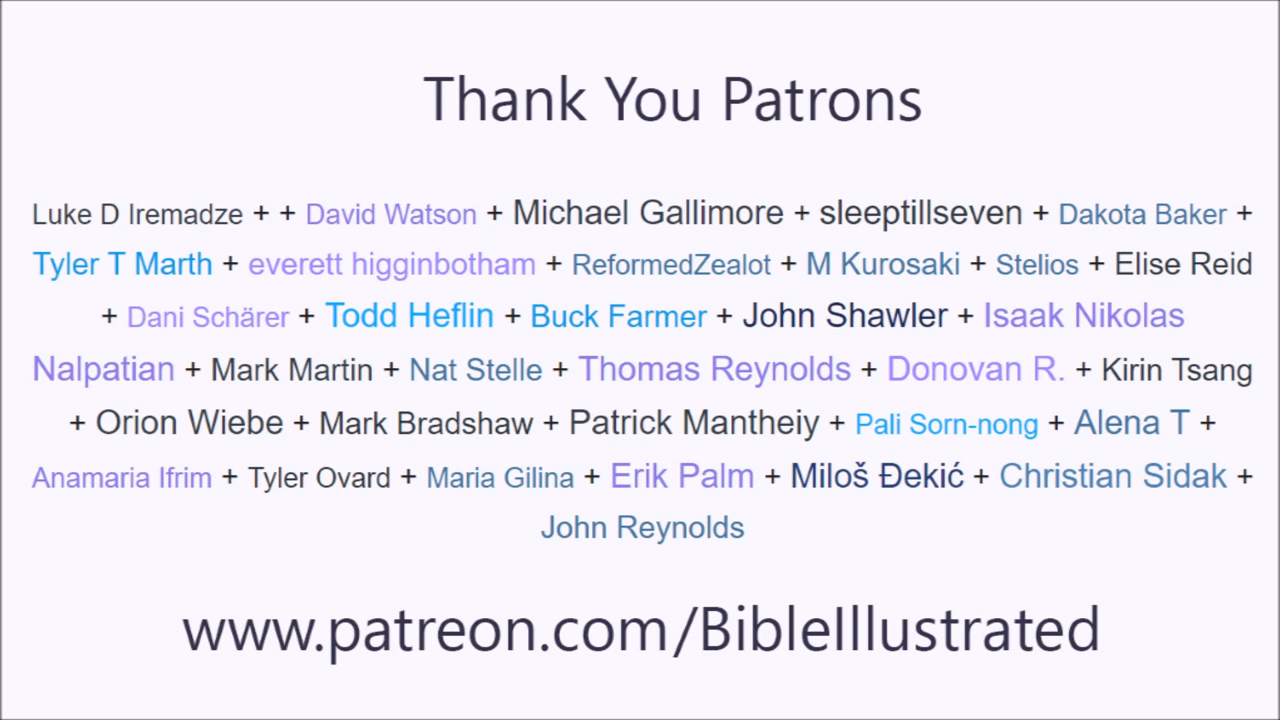 Thank You Patrons
Luke D Iremadze + + David Watson + Michael Gallimore + sleeptillseven + Dakota Baker +
Tyler T Marth + everett higginbotham + ReformedZealot + M Kurosaki + Stelios + Elise Reid
+ Dani Schärer + Todd Heflin + Buck Farmer + John Shawler + Isaak Nikolas
Nalpatian + Mark Martin + Nat Stelle + Thomas Reynolds + Donovan R. + Kirin Tsang
+ Orion Wiebe + Mark Bradshaw + Patrick Mantheiy + Pali Sorn-nong + Alena T +
Anamaria Ifrim + Tyler Ovard + Maria Gilina + Erik Palm + Miloš Đekić + Christian Sidak +
John Reynolds
www.patreon.com/BibleIllustrated